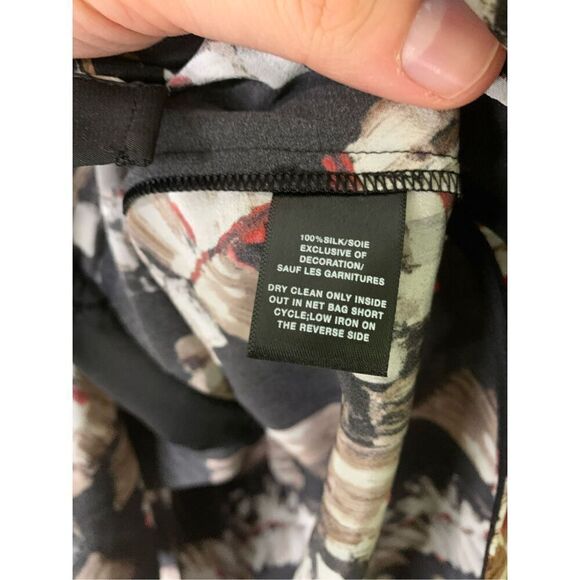 100%SILK/SOIE
EXCLUSIVE OF
DECORATION/
SAUF LES GARNITURES
DRY CLEAN ONLY INSIDE
OUT IN NET BAG SHORT
CYCLE;LOW IRON ON
THE REVERSE SIDE